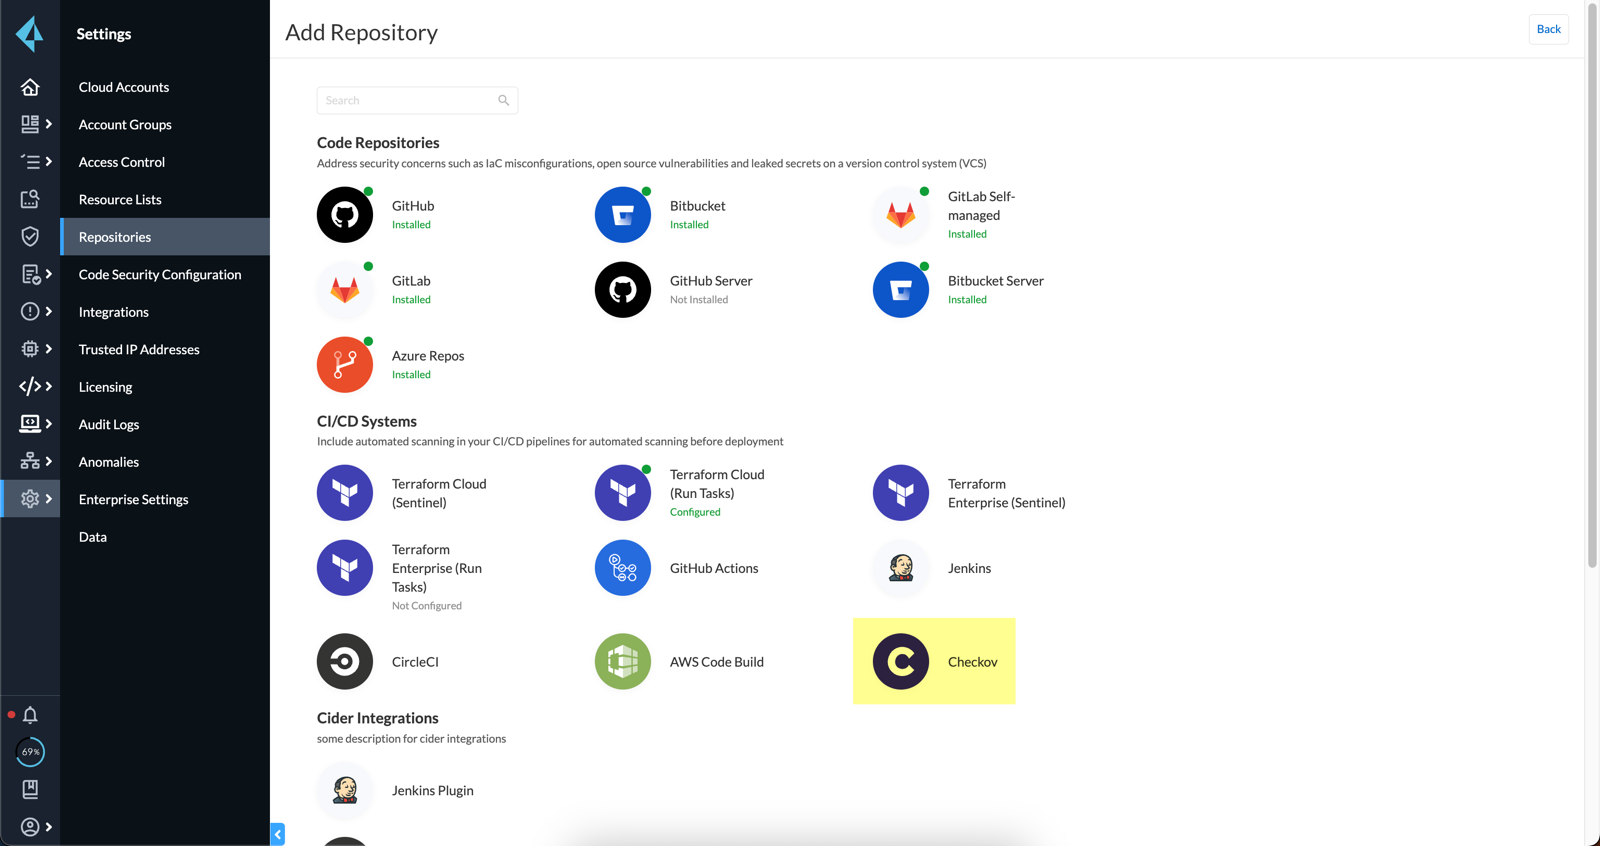 Settings
Add Repository
Back
Cloud Accounts
Account Groups
Access Control
Resource Lists
Repositories
Code Security Configuration
Integrations
Trusted IP Addresses
Licensing
Audit Logs
Anomalies
Enterprise Settings
Data
69%
Search
Code Repositories
Address security concerns such as IaC misconfigurations, open source vulnerabilities and leaked secrets on a version control system (VCS)
GitHub
Installed
Bitbucket
Installed
GitLab Self-
managed
Installed
GitLab
Installed
GitHub Server
Not Installed
Bitbucket Server
Installed
Azure Repos
Installed
CI/CD Systems
Include automated scanning in your CI/CD pipelines for automated scanning before deployment
Terraform Cloud
(Sentinel)
Terraform Cloud
(Run Tasks)
Configured
Terraform
Enterprise (Sentinel)
Terraform
Enterprise (Run
Tasks)
Not Configured
GitHub Actions
Jenkins
CircleCI
AWS Code Build
Checkov
Cider Integrations
some description for cider integrations
Jenkins Plugin